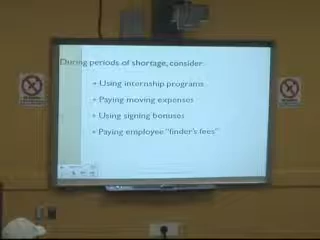 During periods of shortage, consider:
• Using internship programs
• Paying moving expenses
• Using signing bonuses
• Paying employee "finder's fees"